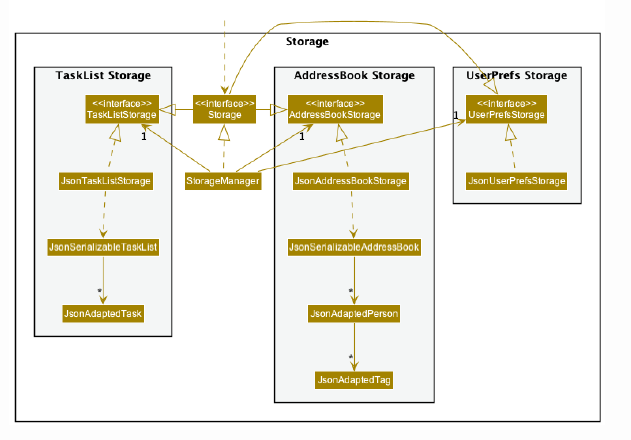 Storage
TaskList Storage
AddressBook Storage
UserPrefs Storage
<<interface>>
TaskListStorage
<<interface>>
Storage
<<interface>>
AddressBookStorage
<<interface>>
UserPrefsStorage
1
1
1
JsonTaskListStorage
StorageManager
JsonAddressBookStorage
JsonUserPrefsStorage
JsonSerializableTaskList
JsonSerializableAddressBook
*
*
JsonAdaptedTask
JsonAdaptedPerson
*
JsonAdaptedTag